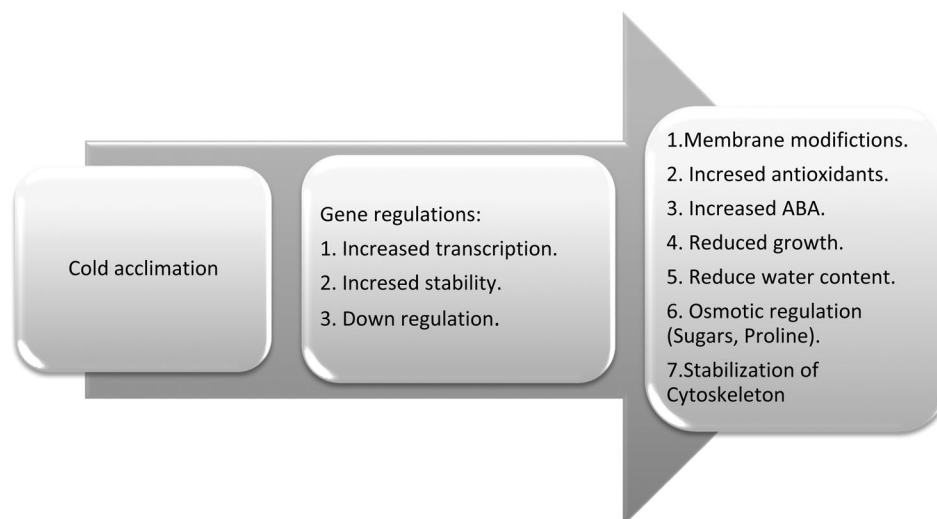 Cold acclimation
Gene regulations:
1. Increased transcription.
2. Incresed stability.
3. Down regulation.
1.Membrane modifictions.
2. Incresed antioxidants.
3. Increased ABA.
4. Reduced growth.
5. Reduce water content.
6. Osmotic regulation
(Sugars, Proline).
7.Stabilization of
Cytoskeleton